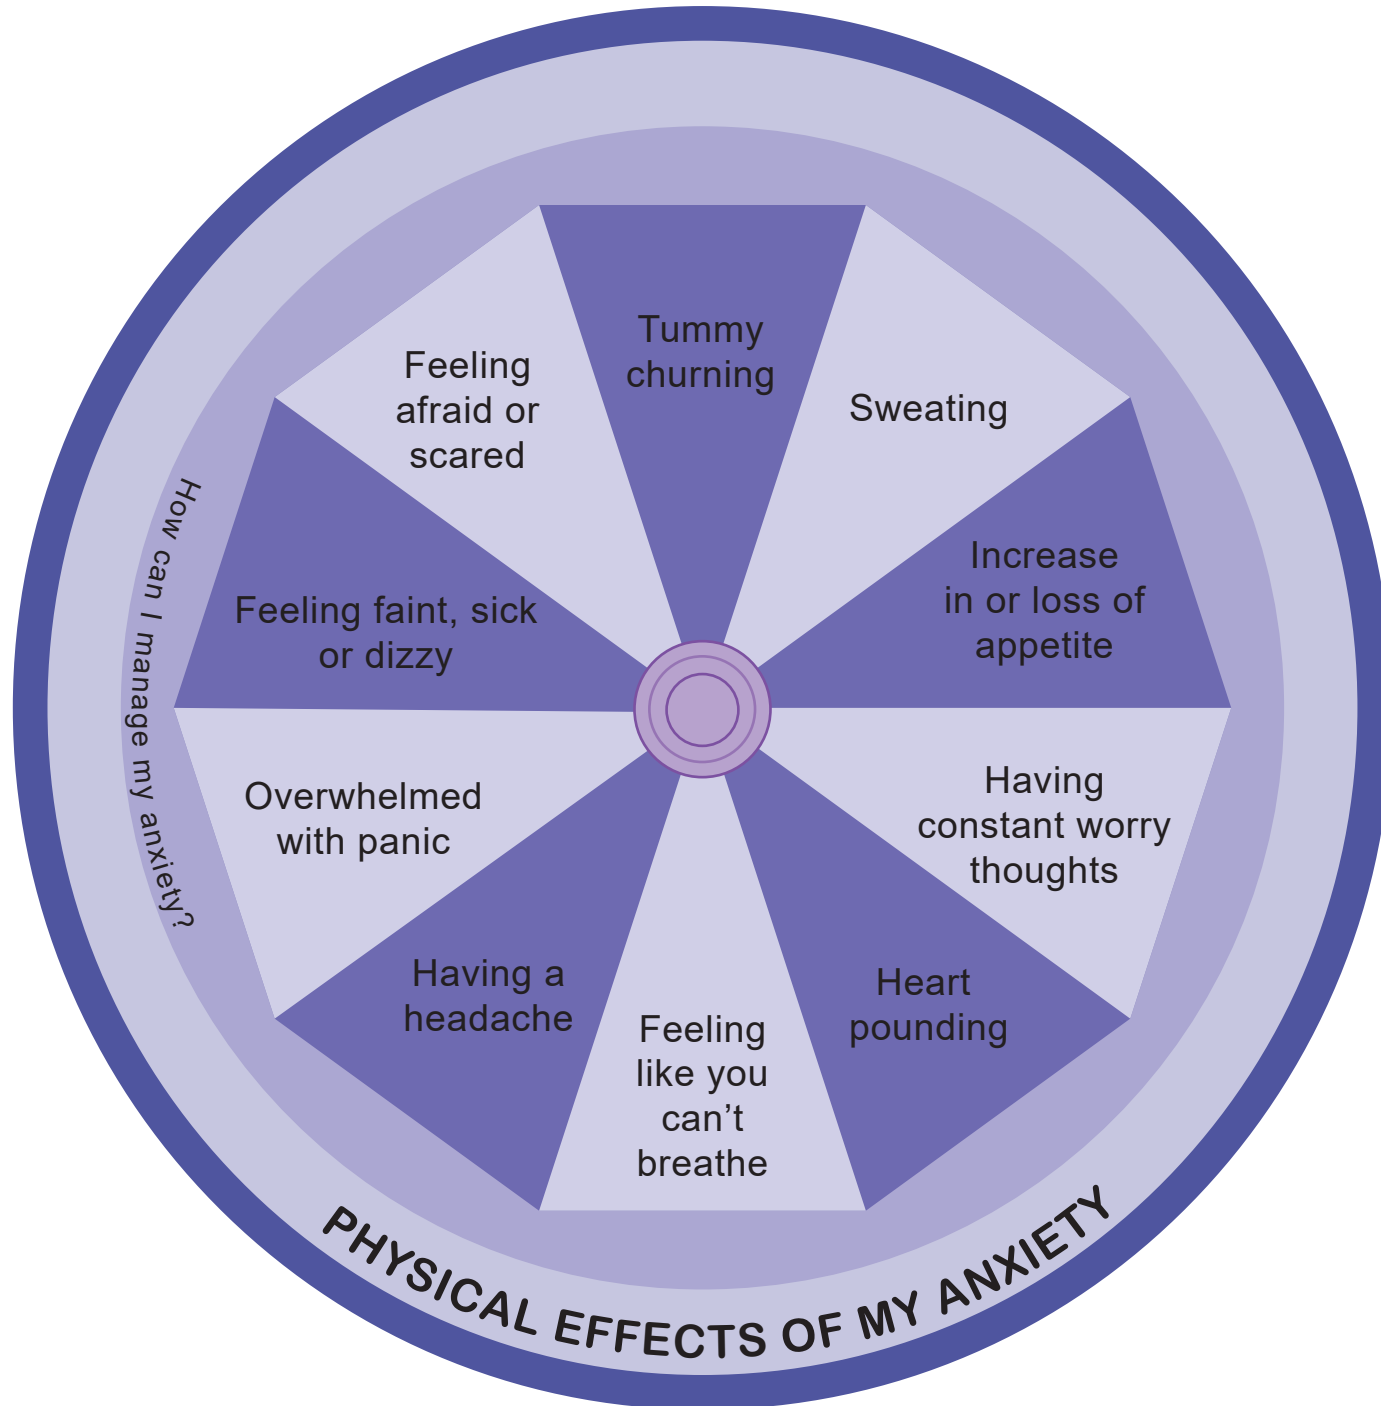 Tummy
churning
Sweating
Increase
in or loss of
appetite
Having
constant worry
thoughts
Heart
pounding
Feeling
like you
can’t
breathe
Having a
headache
Overwhelmed
with panic
Feeling faint, sick
or dizzy
Feeling
afraid or
scared
How can I manage my anxiety?
PHYSICAL EFFECTS OF MY ANXIETY